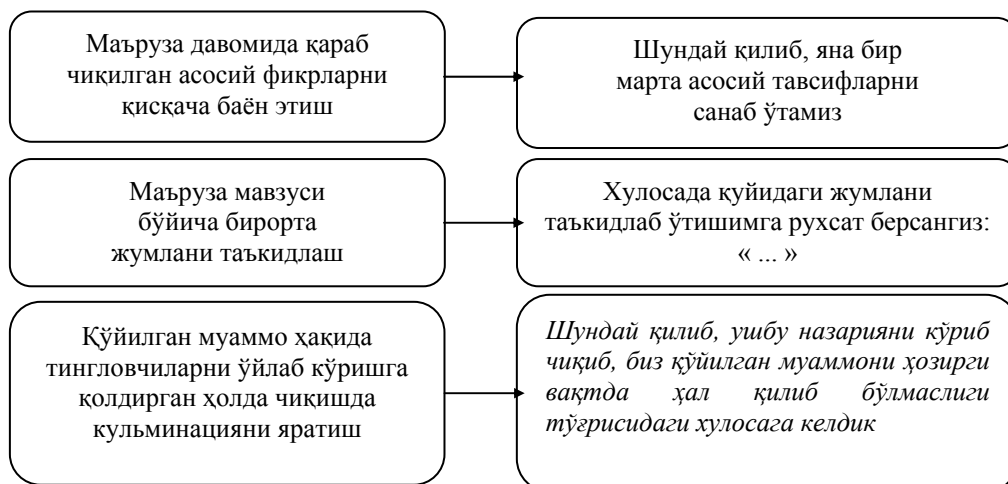 Маъруза давомида қараб
чиқилган асосий фикрларни
қисқача баён этиш
Шундай қилиб, яна бир
марта асосий тавсифларни
санаб ўтамиз
Маъруза мавзуси
бўйича бирорта
жумлани таъкидлаш
Хулосада қуйидаги жумлани
таъкидлаб ўтишимга рухсат берсангиз:
« ... »
Қўйилган муаммо ҳақида
тингловчиларни ўйлаб кўришга
қолдирган ҳолда чиқишда
кульминацияни яратиш
Шундай қилиб, ушбу назарияни кўриб
чиқиб, биз қўйилган муаммони ҳозирги
вақтда ҳал қилиб бўлмаслиги
тўғрисидаги хулосага келдик